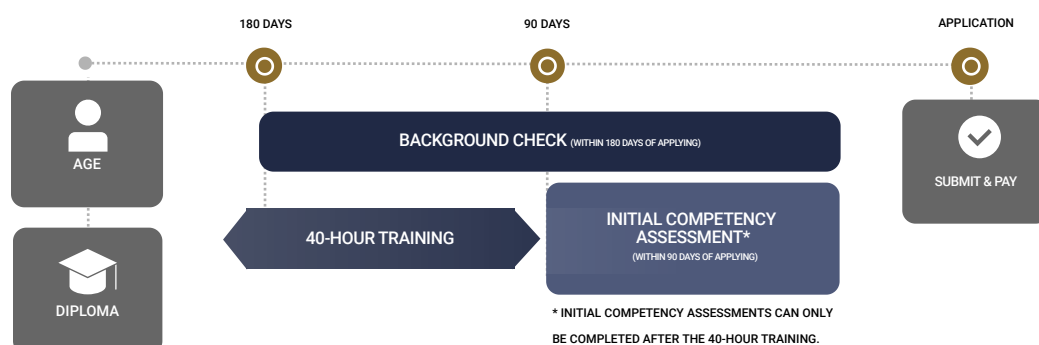 180 DAYS
90 DAYS
APPLICATION
AGE
BACKGROUND CHECK (WITHIN 180 DAYS OF APPLYING)
SUBMIT & PAY
40-HOUR TRAINING
INITIAL COMPETENCY
ASSESSMENT*
(WITHIN 90 DAYS OF APPLYING)
DIPLOMA
* INITIAL COMPETENCY ASSESSMENTS CAN ONLY
BE COMPLETED AFTER THE 40-HOUR TRAINING.